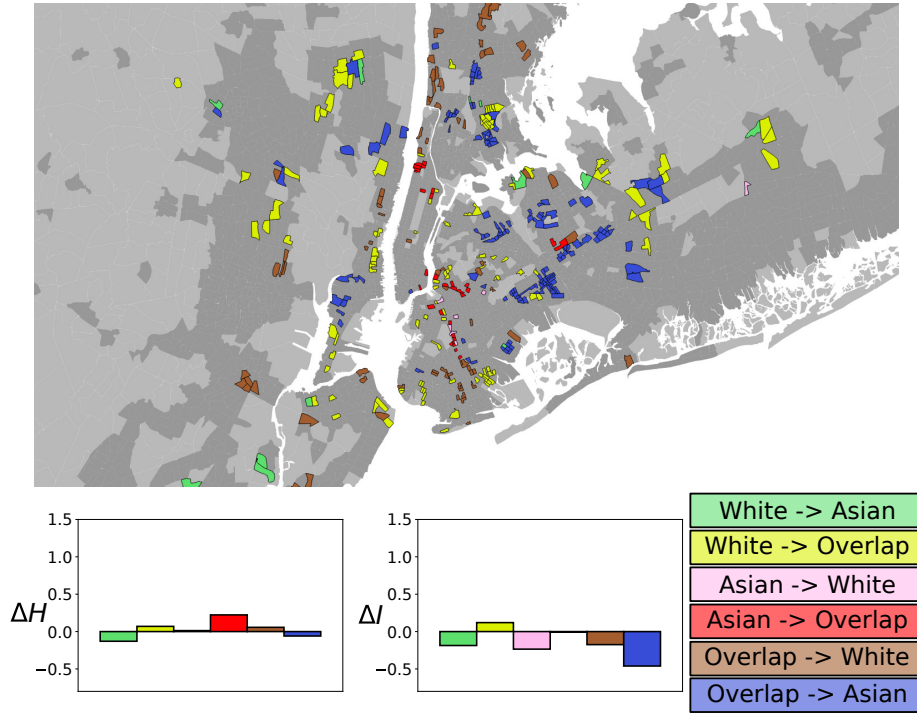 1.5
1.0
0.5
0.0
−0.5
ΔH
1.5
1.0
0.5
0.0
−0.5
ΔI
White -> Asian
White -> Overlap
Asian -> White
Asian -> Overlap
Overlap -> White
Overlap -> Asian